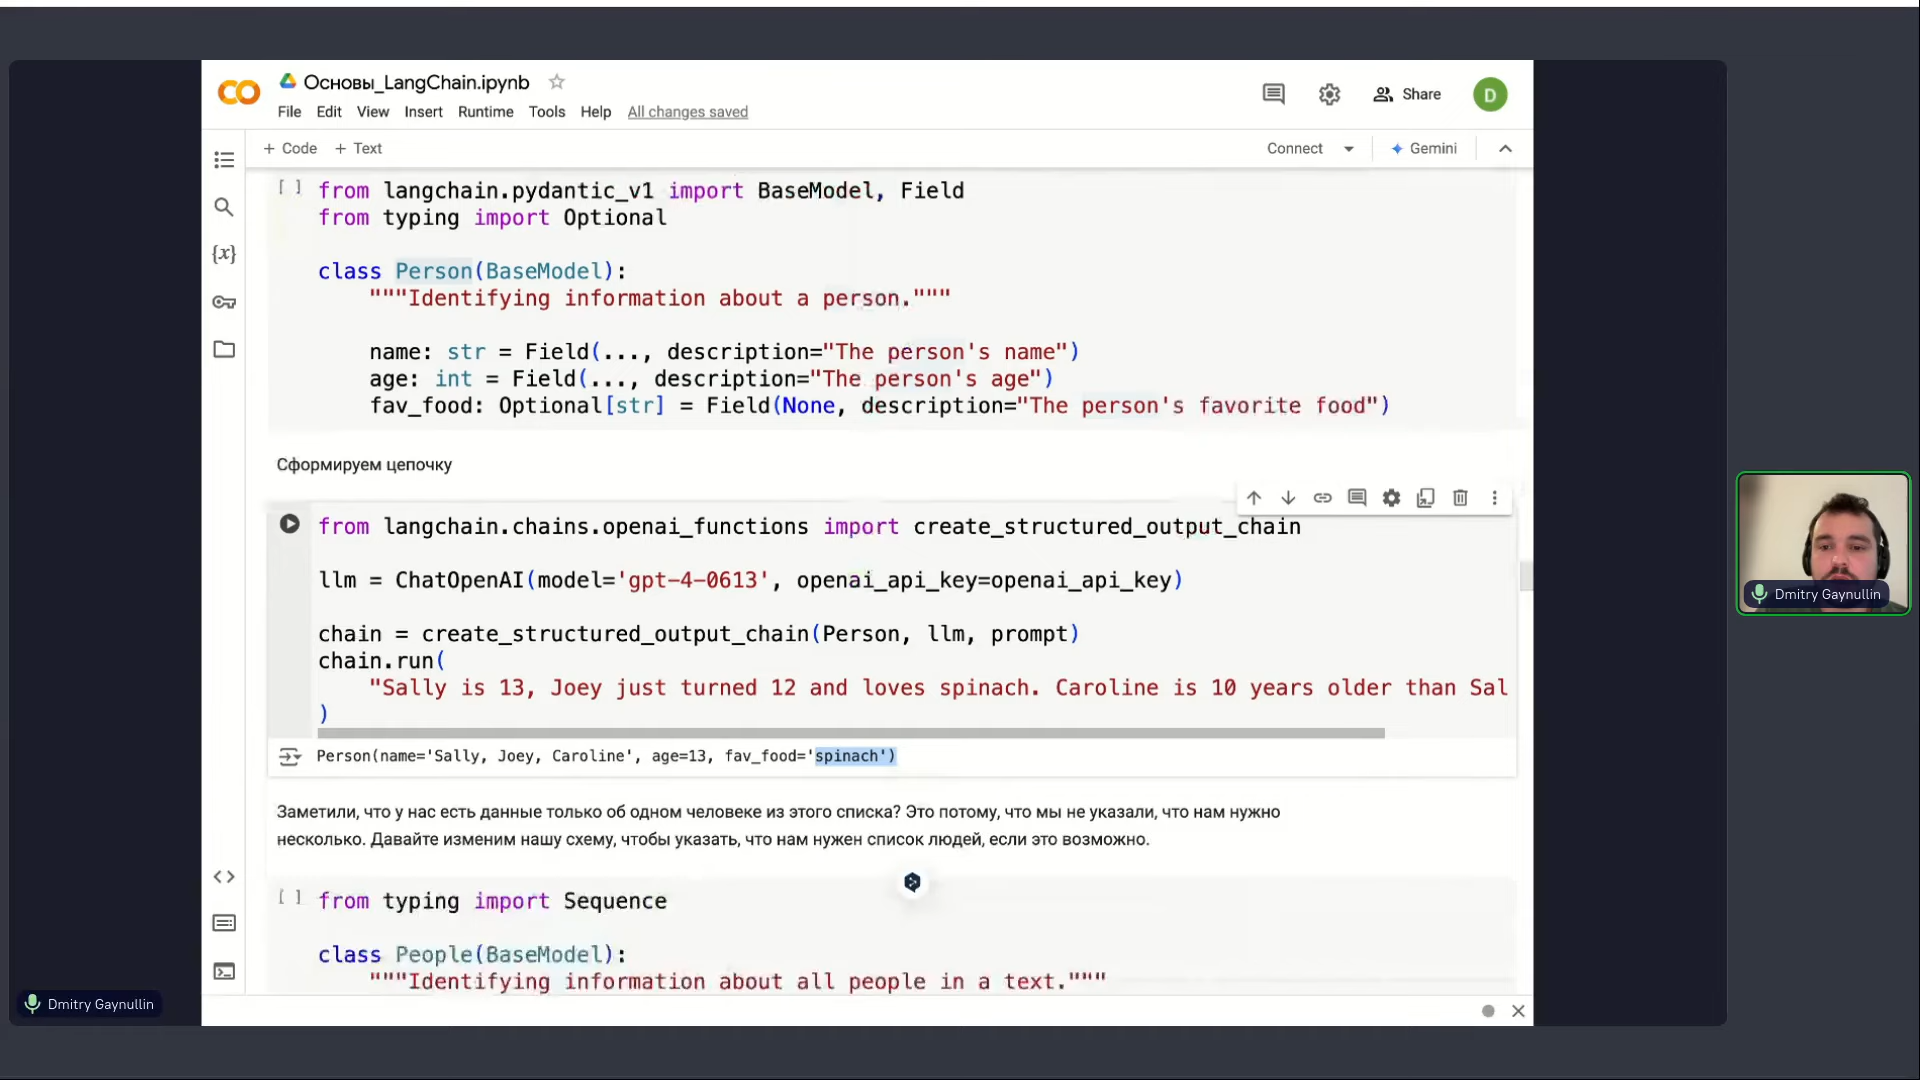 Основы_LangChain.ipynb
File Edit View Insert Runtime Tools Help All changes saved
Share
D
+ Code + Text
Connect
Gemini
[ ] from langchain.pydantic_v1 import BaseModel, Field
from typing import Optional
class Person(BaseModel):
"""Identifying information about a person."""
name: str = Field(..., description="The person's name")
age: int = Field(..., description="The person's age")
fav_food: Optional[str] = Field(None, description="The person's favorite food")
Сформируем цепочку
from langchain.chains.openai_functions import create_structured_output_chain
llm = ChatOpenAI(model='gpt-4-0613', openai_api_key=openai_api_key)
chain = create_structured_output_chain(Person, llm, prompt)
chain.run(
"Sally is 13, Joey just turned 12 and loves spinach. Caroline is 10 years older than Sal
)
Person(name='Sally, Joey, Caroline', age=13, fav_food='spinach')
Заметили, что у нас есть данные только об одном человеке из этого списка? Это потому, что мы не указали, что нам нужно
несколько. Давайте изменим нашу схему, чтобы указать, что нам нужен список людей, если это возможно.
[ ] from typing import Sequence
class People(BaseModel):
"""Identifying information about all people in a text."""
Dmitry Gaynullin
Dmitry Gaynullin